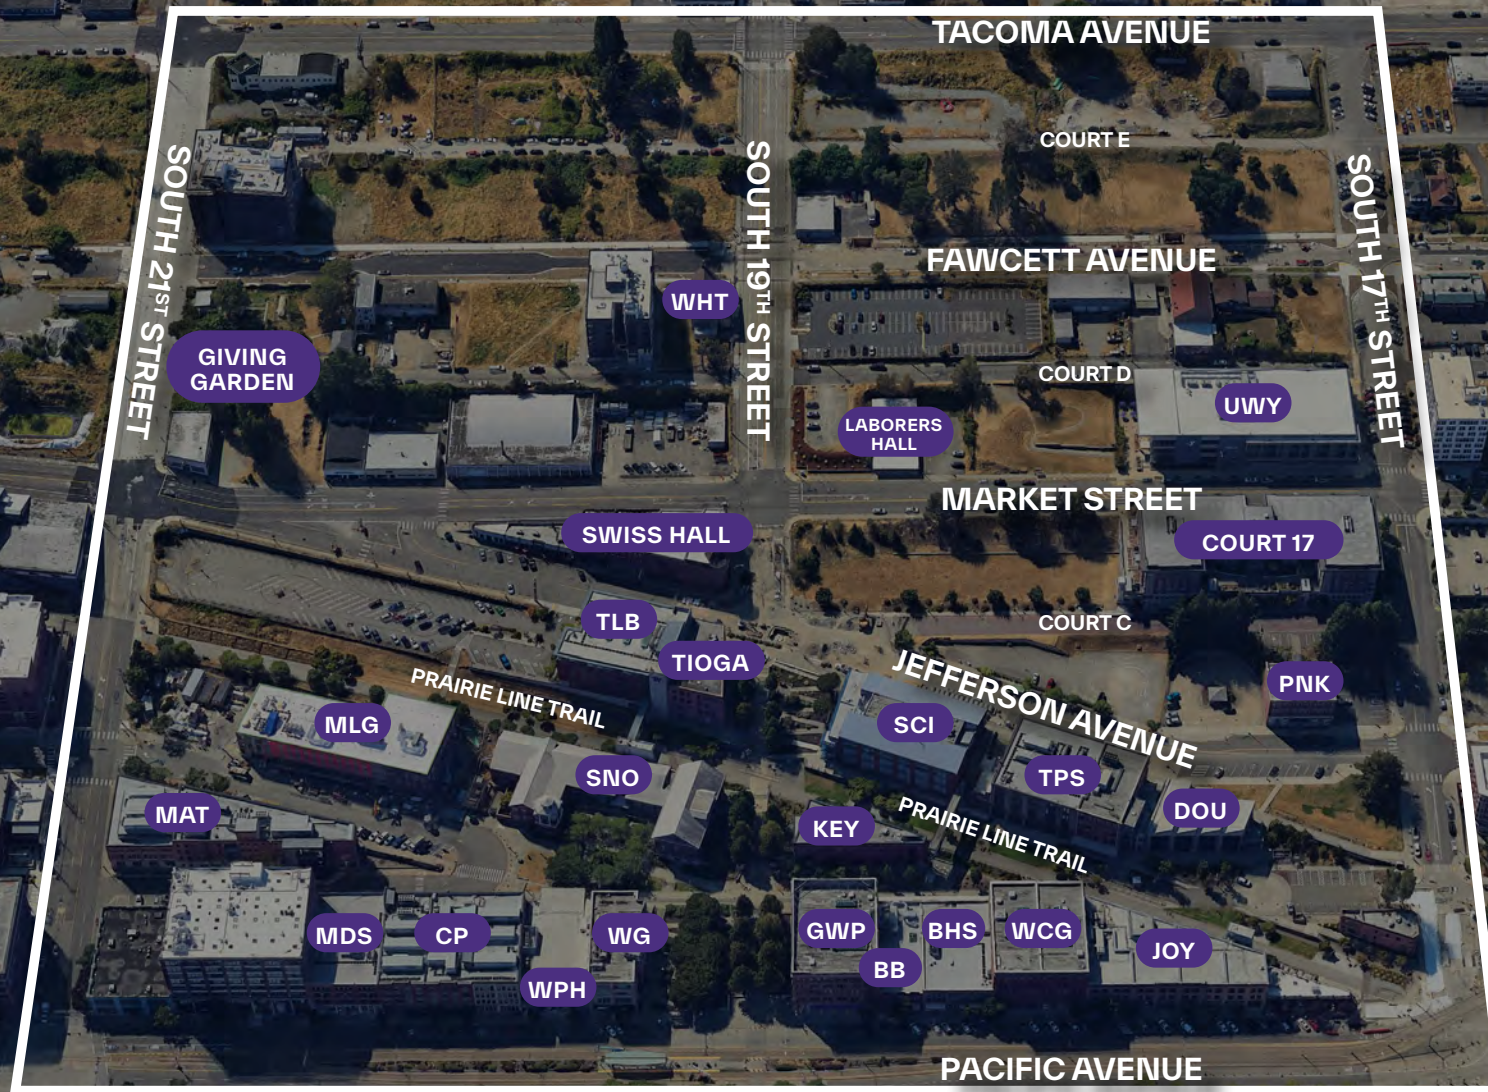 TACOMA AVENUE
COURT E
SOUTH 21ST STREET
SOUTH 19TH STREET
SOUTH 17TH STREET
FAWCETT AVENUE
WHT
GIVING
GARDEN
COURT D
UWY
LABORERS
HALL
MARKET STREET
SWISS HALL
COURT 17
TLB
COURT C
TIOGA
JEFFERSON AVENUE
PNK
PRAIRIE LINE TRAIL
MLG
SCI
SNO
TPS
MAT
DOU
KEY
PRAIRIE LINE TRAIL
MDS
CP
WG
GWP
BHS
WCG
JOY
BB
WPH
PACIFIC AVENUE